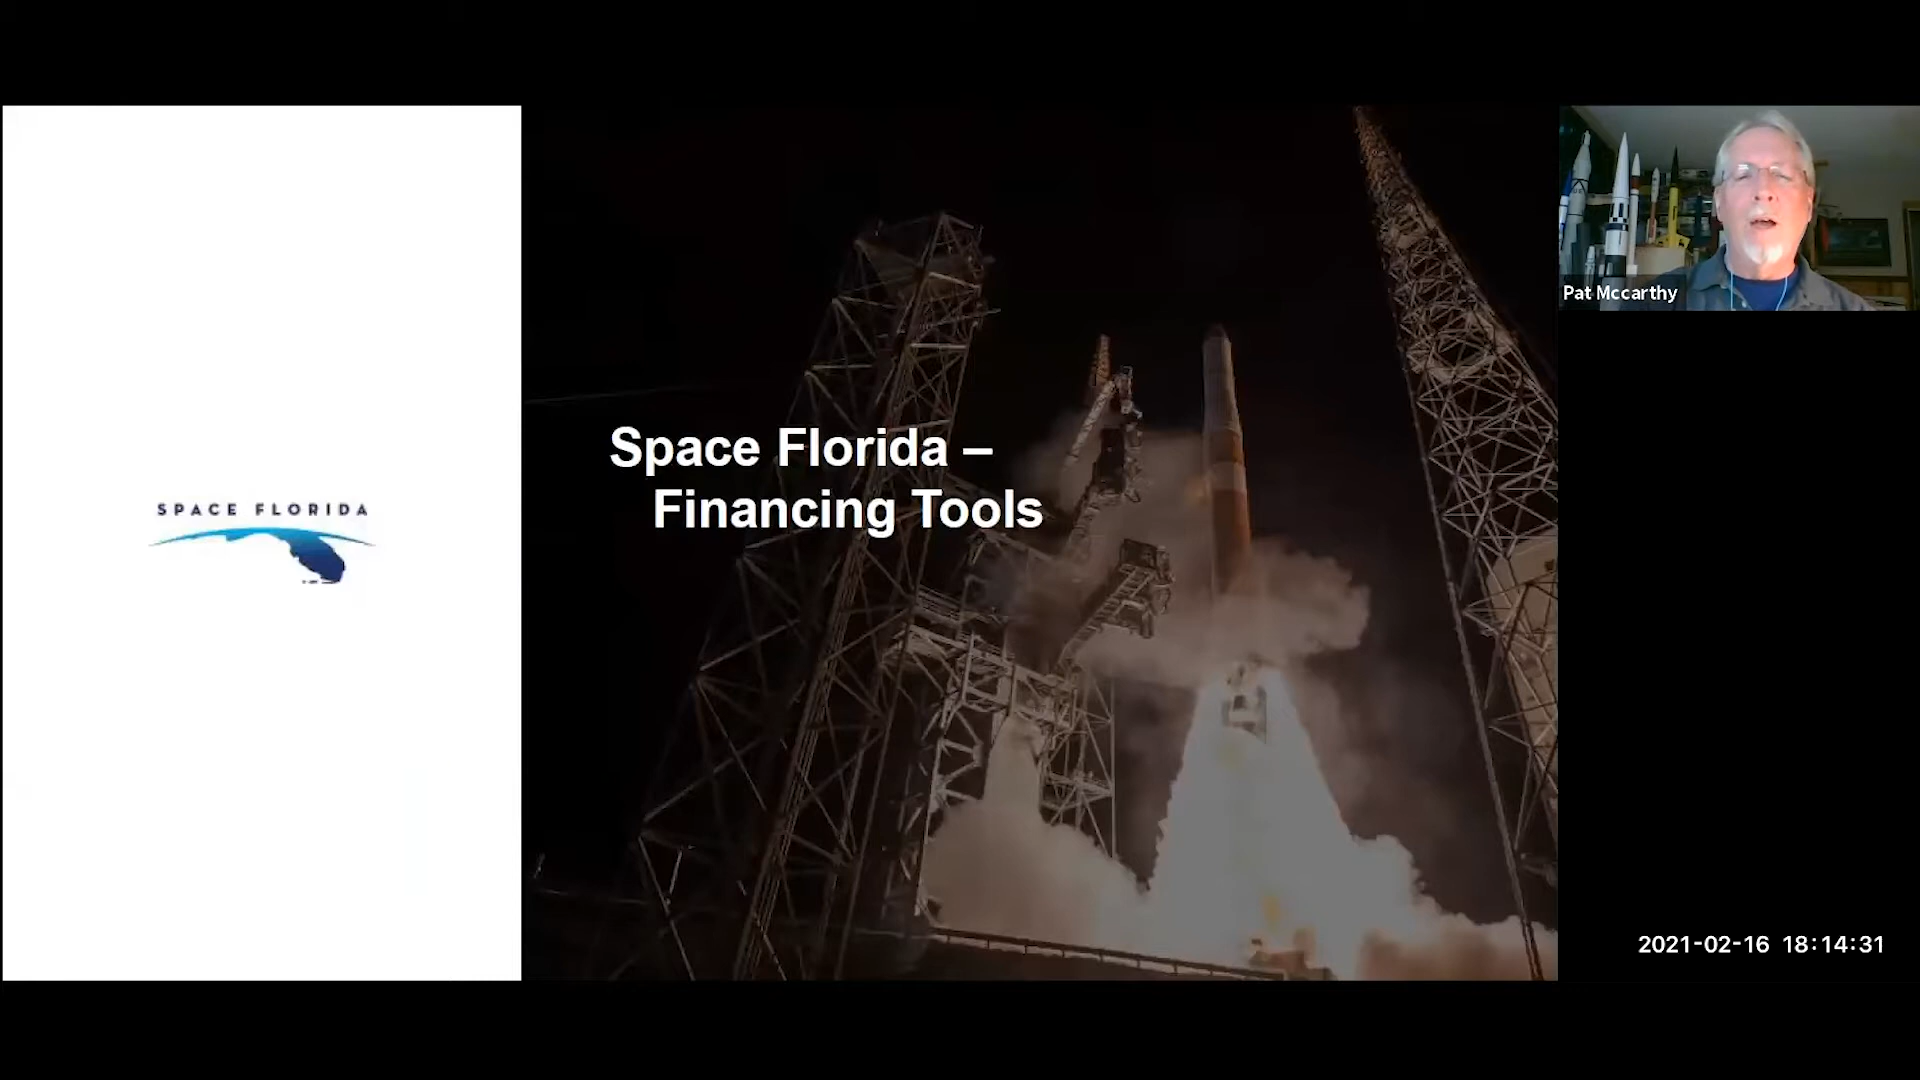 SPACE FLORIDA
Space Florida –
Financing Tools
Pat Mccarthy
2021-02-16 18:14:31